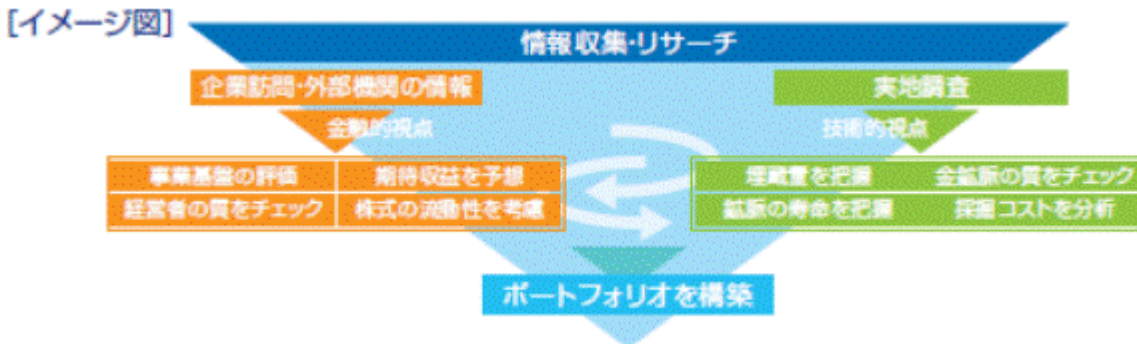 [イメージ図]
情報収集・リサーチ
企業訪問・外部機関の情報
実地調査
金融的視点
技術的視点
事業基盤の評価
期待収益を予想
経営者の質をチェック
株式の流動性を考慮
埋蔵量を把握
金鉱脈の質をチェック
鉱脈の寿命を把握
採掘コストを分析
ポートフォリオを構築